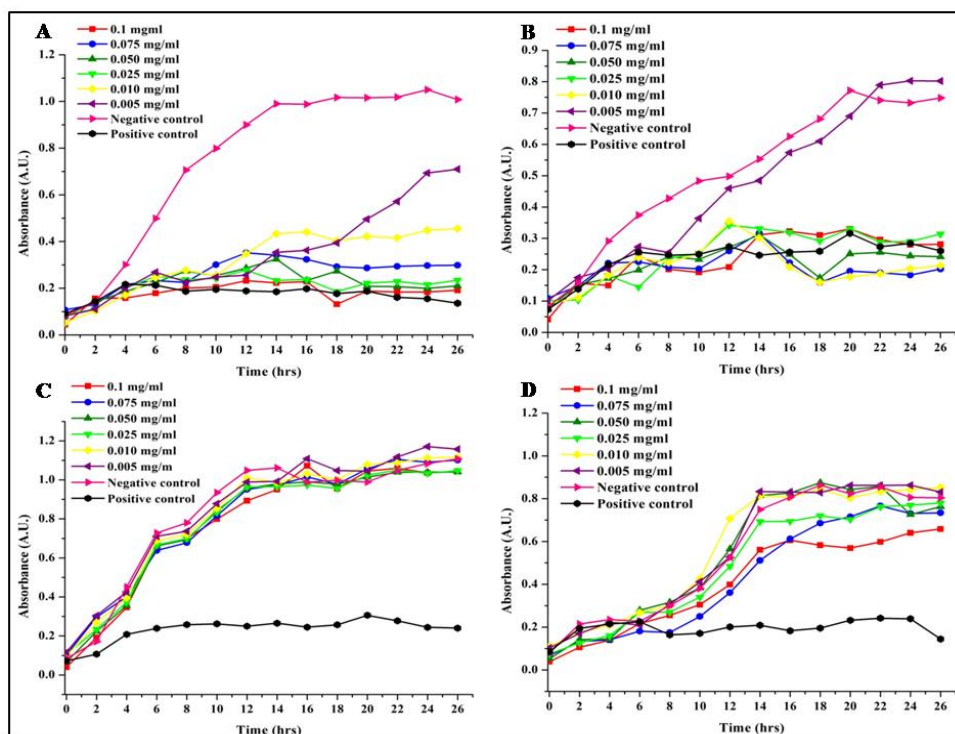 A
0.1 mgml
0.075 mg/ml
0.050 mg/ml
0.025 mg/ml
0.010 mg/ml
0.005 mg/ml
Negative control
Positive control
Absorbance (A.U.)
1.2
1.0
0.8
0.6
0.4
0.2
0.0
0 2 4 6 8 10 12 14 16 18 20 22 24 26
Time (hrs)
B
0.1 mg/ml
0.075 mg/ml
0.050 mg/ml
0.025 mg/ml
0.010 mg/ml
0.005 mg/ml
Negative control
Positive control
Absorbance (A.U.)
0.9
0.8
0.7
0.6
0.5
0.4
0.3
0.2
0.1
0.0
0 2 4 6 8 10 12 14 16 18 20 22 24 26
Time (hrs)
C
0.1 mg/ml
0.075 mg/ml
0.050 mg/ml
0.025 mg/ml
0.010 mg/ml
0.005 mg/m
Negative control
Positive control
Absorbance (A.U.)
1.2
1.0
0.8
0.6
0.4
0.2
0.0
0 2 4 6 8 10 12 14 16 18 20 22 24 26
Time (hrs)
D
0.1 mg/ml
0.075 mg/ml
0.050 mg/ml
0.025 mgml
0.010 mg/ml
0.005 mg/ml
Negative control
Positive control
Absorbance (A.U.)
1.2
1.0
0.8
0.6
0.4
0.2
0.0
0 2 4 6 8 10 12 14 16 18 20 22 24 26
Time (hrs)